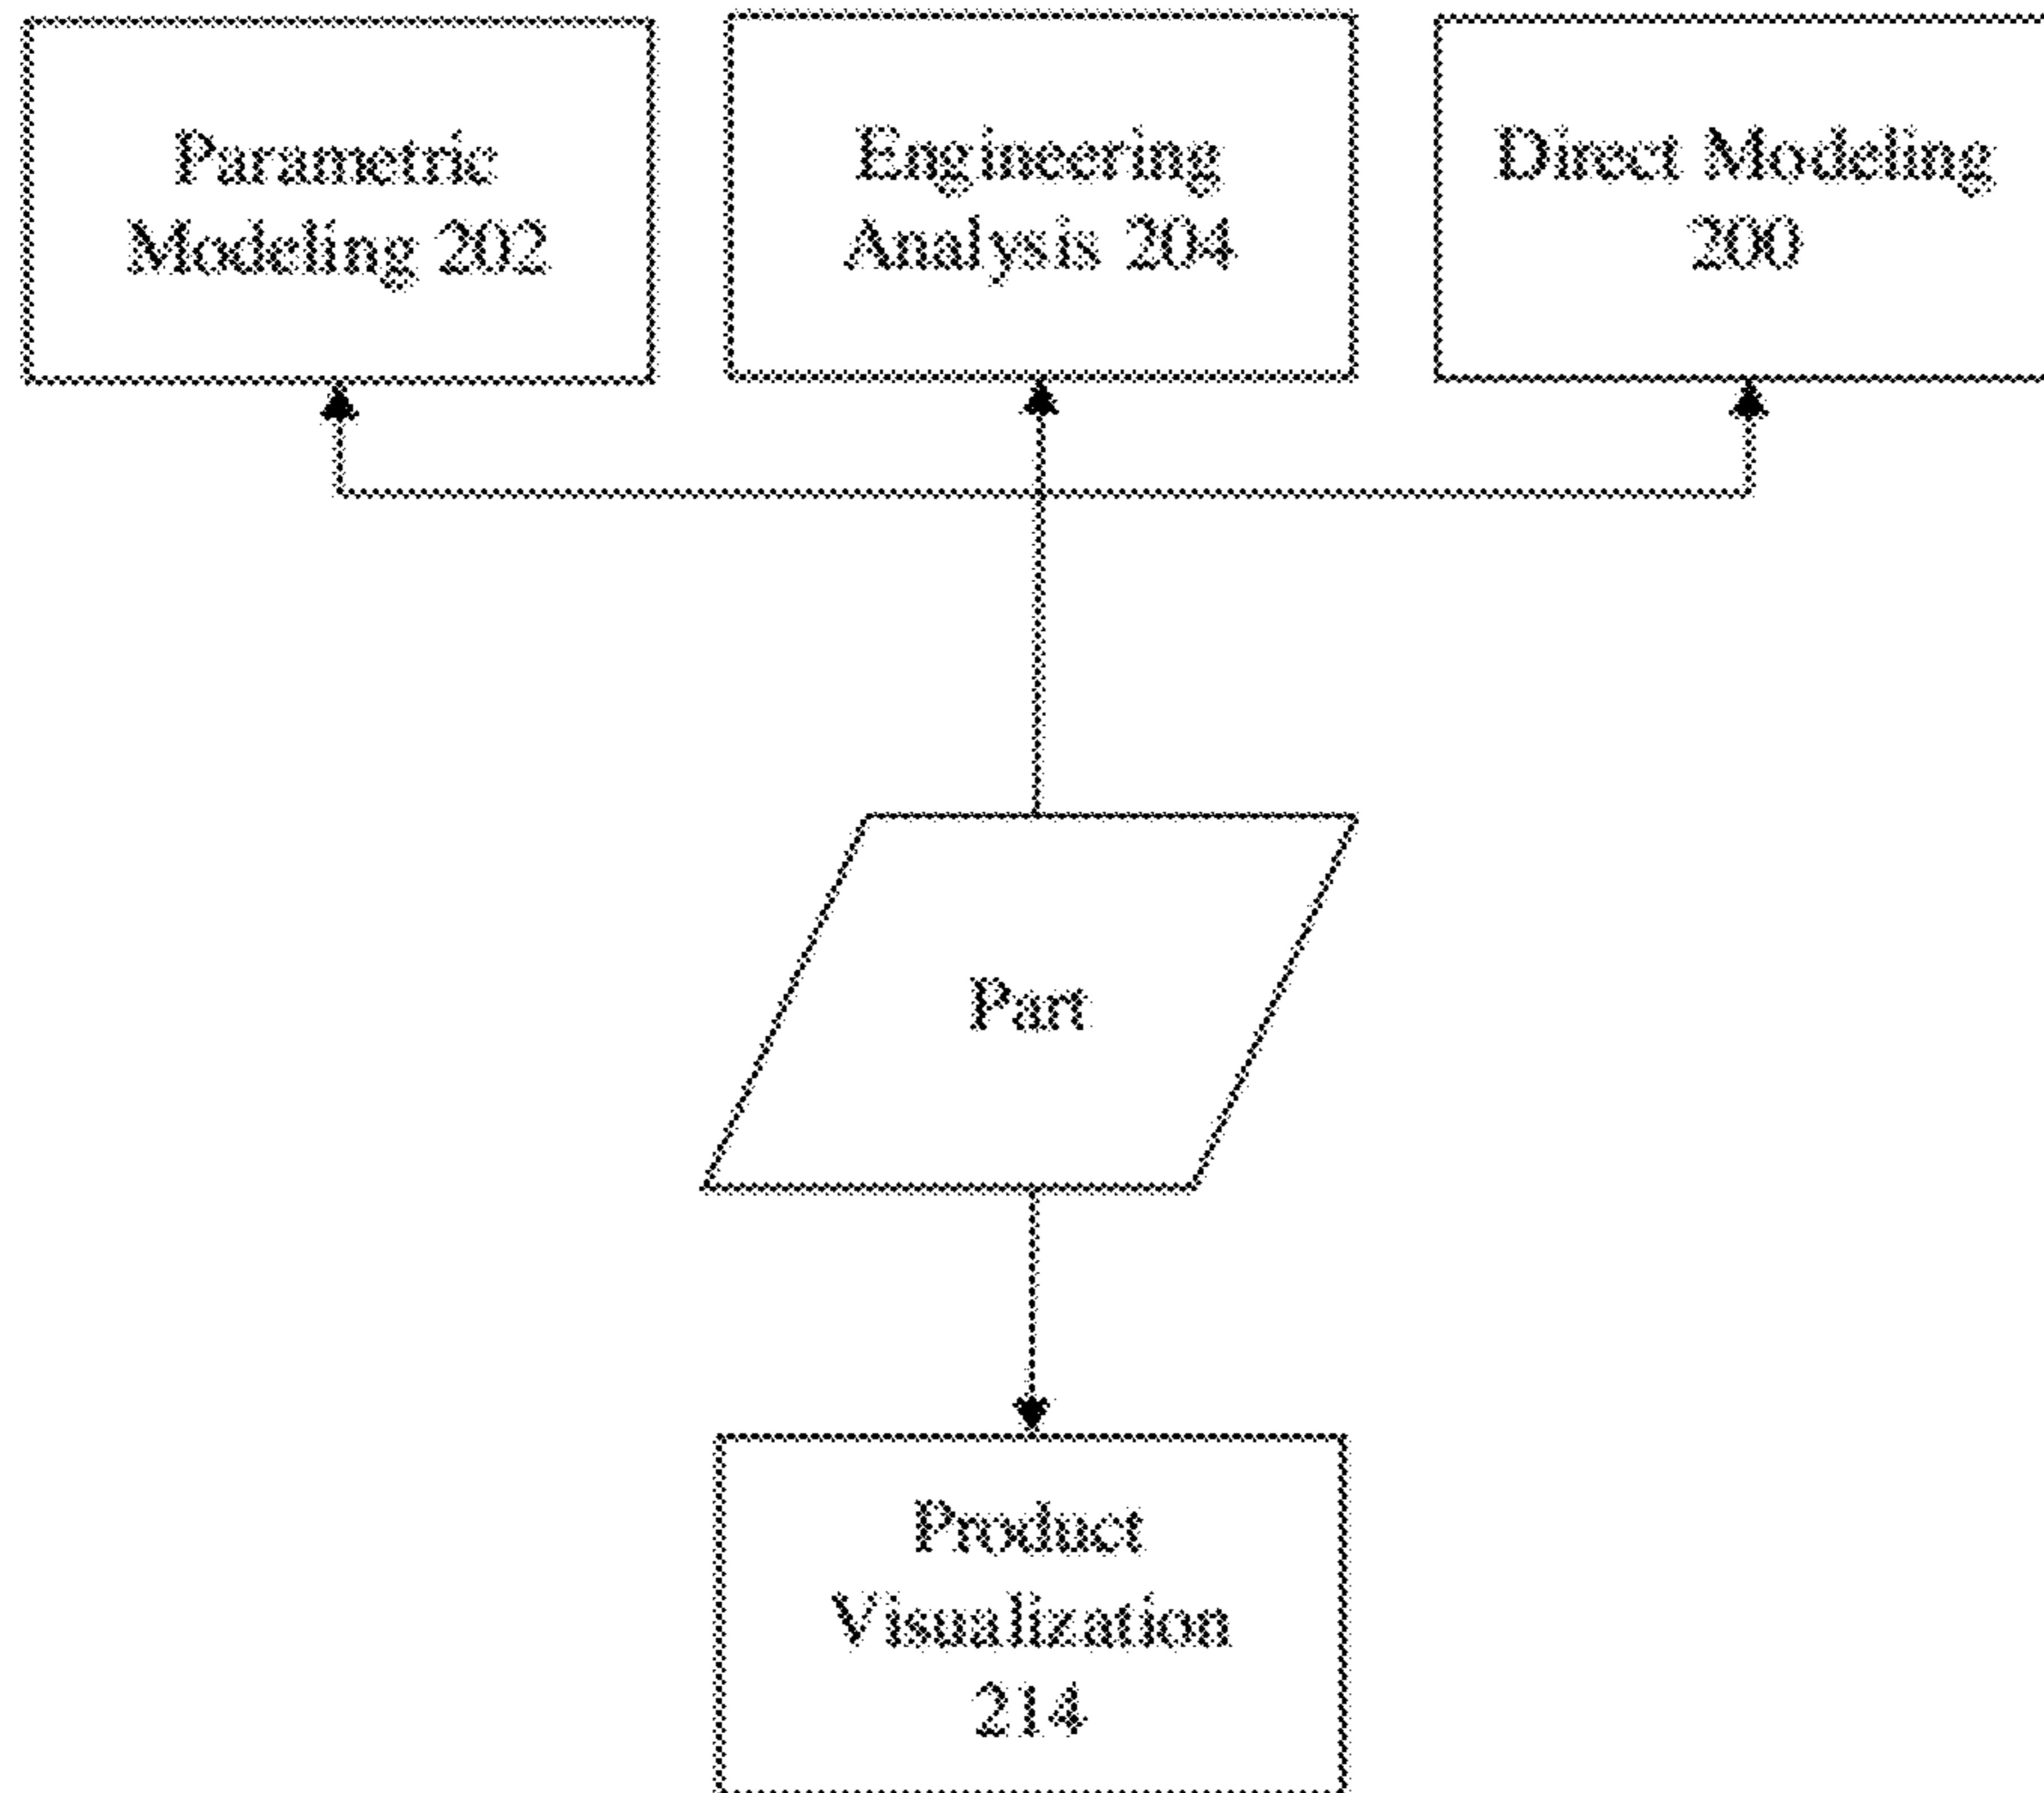 Parametric
Modeling 202
Engineering
Analysis 204
Direct Modeling
200
Part
Product
Visualization
214